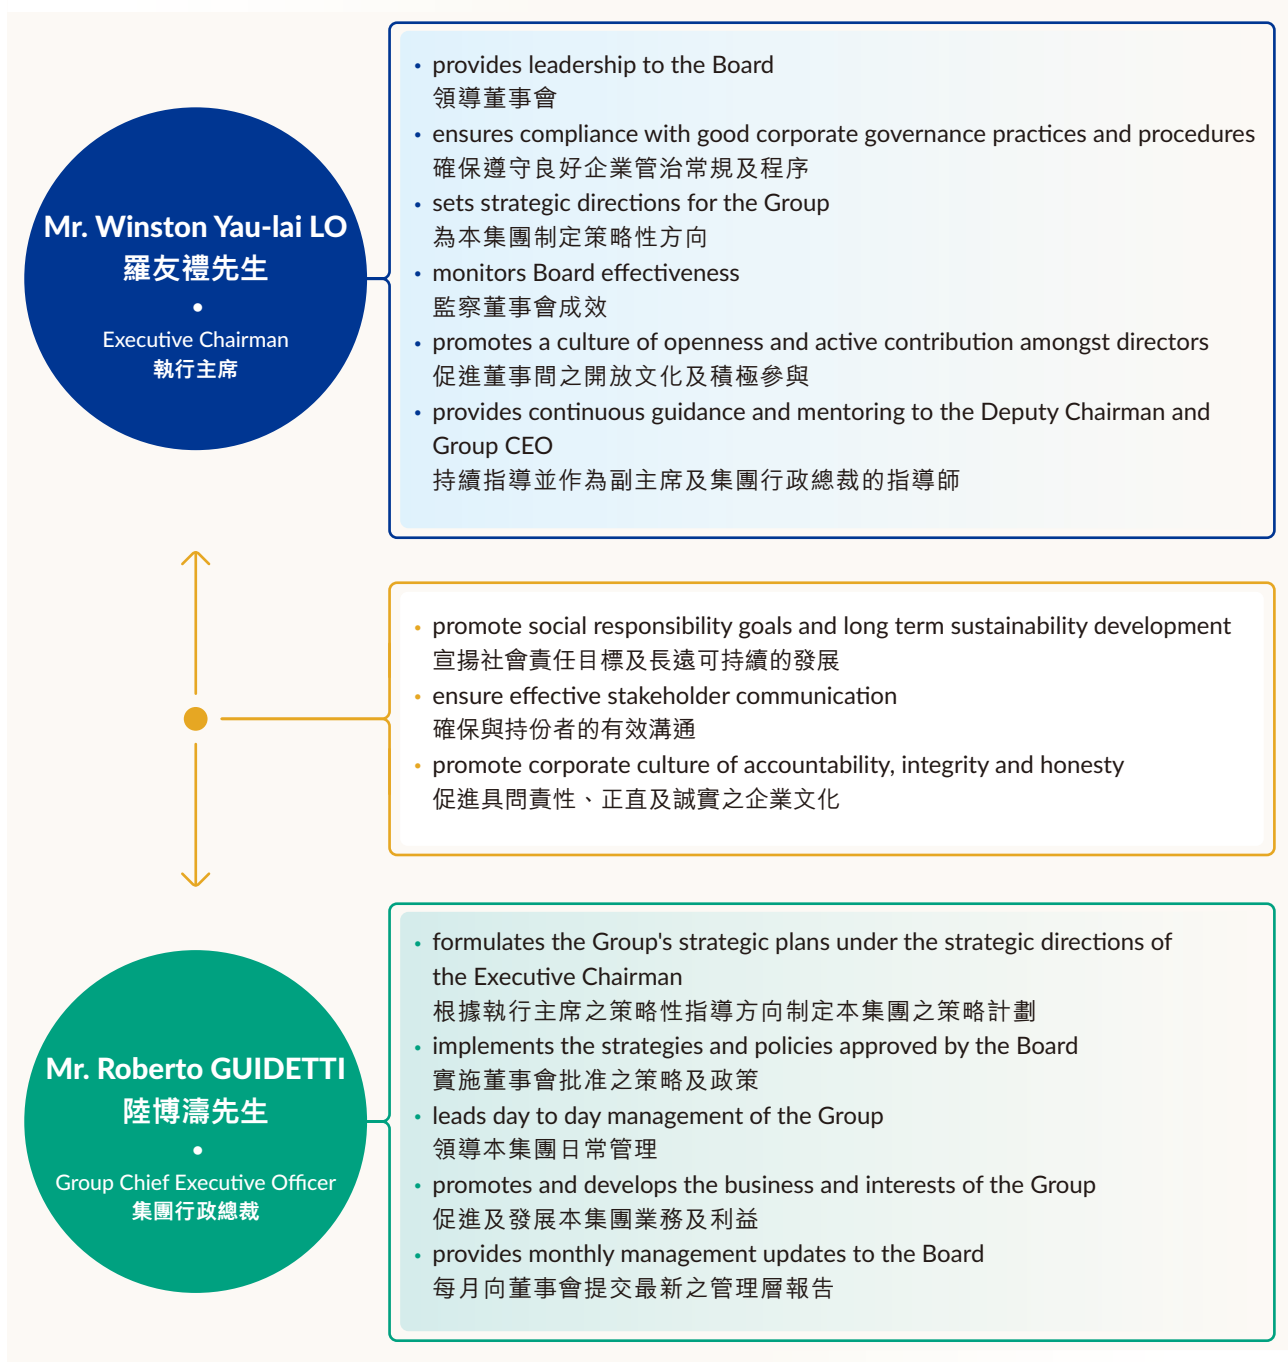 Mr. Winston Yau-lai LO
羅友禮先生
•
Executive Chairman
執行主席
• provides leadership to the Board
領導董事會
• ensures compliance with good corporate governance practices and procedures
確保遵守良好企業管治常規及程序
• sets strategic directions for the Group
為本集團制定策略性方向
• monitors Board effectiveness
監察董事會成效
• promotes a culture of openness and active contribution amongst directors
促進董事間之開放文化及積極參與
• provides continuous guidance and mentoring to the Deputy Chairman and
Group CEO
持續指導並作為副主席及集團行政總裁的指導師
• promote social responsibility goals and long term sustainability development
宣揚社會責任目標及長遠可持續的發展
• ensure effective stakeholder communication
確保與持份者的有效溝通
• promote corporate culture of accountability, integrity and honesty
促進具問責性、正直及誠實之企業文化
Mr. Roberto GUIDETTI
陸博濤先生
•
Group Chief Executive Officer
集團行政總裁
• formulates the Group's strategic plans under the strategic directions of
the Executive Chairman
根據執行主席之策略性指導方向制定本集團之策略計劃
• implements the strategies and policies approved by the Board
實施董事會批准之策略及政策
• leads day to day management of the Group
領導本集團日常管理
• promotes and develops the business and interests of the Group
促進及發展本集團業務及利益
• provides monthly management updates to the Board
每月向董事會提交最新之管理層報告